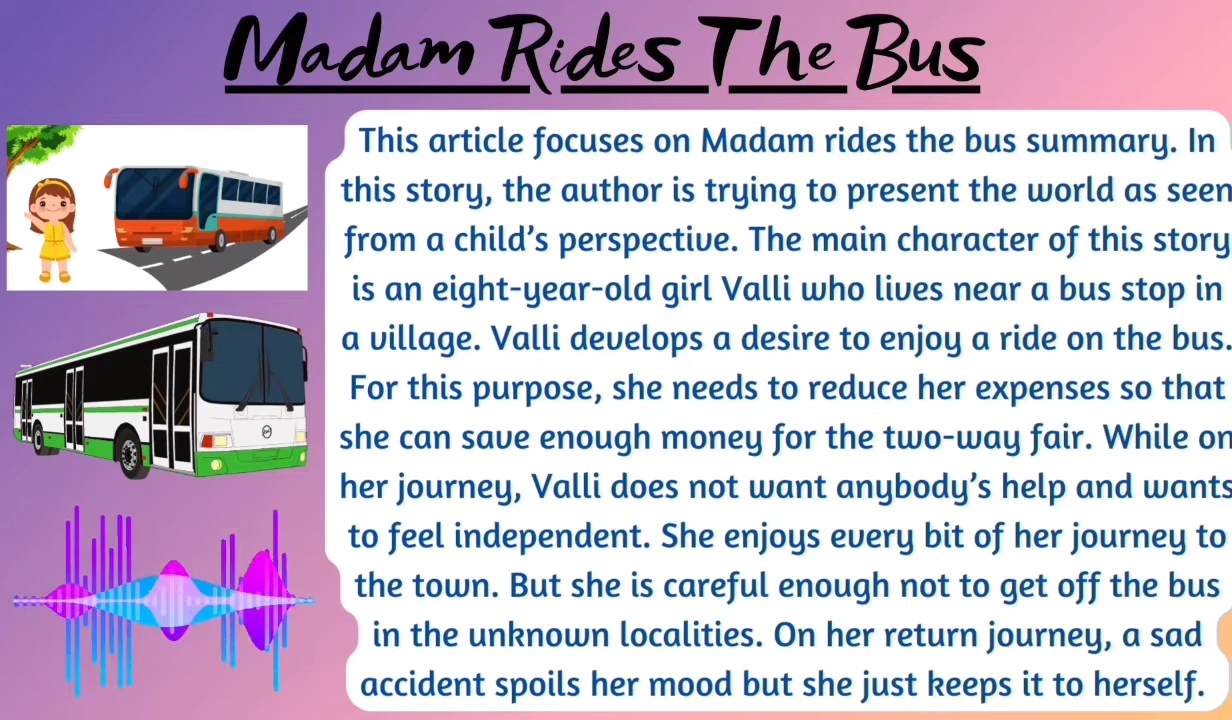 Madam Rides The Bus
This article focuses on Madam rides the bus summary. In
this story, the author is trying to present the world as seen
from a child's perspective. The main character of this story
is an eight-year-old girl Valli who lives near a bus stop in
a village. Valli develops a desire to enjoy a ride on the bus.
For this purpose, she needs to reduce her expenses so that
she can save enough money for the two-way fair. While on
her journey, Valli does not want anybody's help and wants
to feel independent. She enjoys every bit of her journey to
the town. But she is careful enough not to get off the bus
in the unknown localities. On her return journey, a sad
accident spoils her mood but she just keeps it to herself.